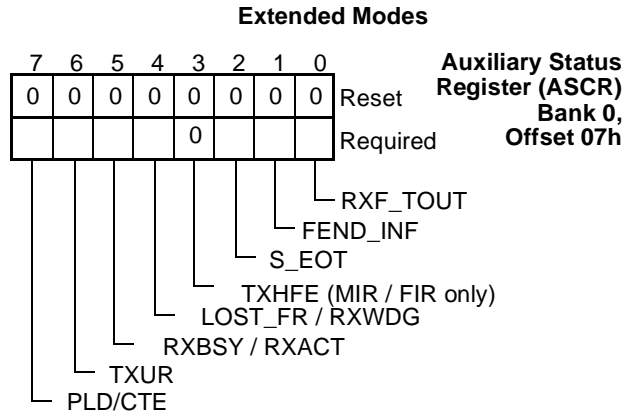 Extended Modes
7 6 5 4 3 2 1 0
Auxiliary Status
Register (ASCR)
Bank 0,
Offset 07h
0 0 0 0 0 0 0 0 Reset
0 Required
RXF_TOUT
FEND_INF
S_EOT
TXHFE (MIR / FIR only)
LOST_FR / RXWDG
RXBSY / RXACT
TXUR
PLD/CTE